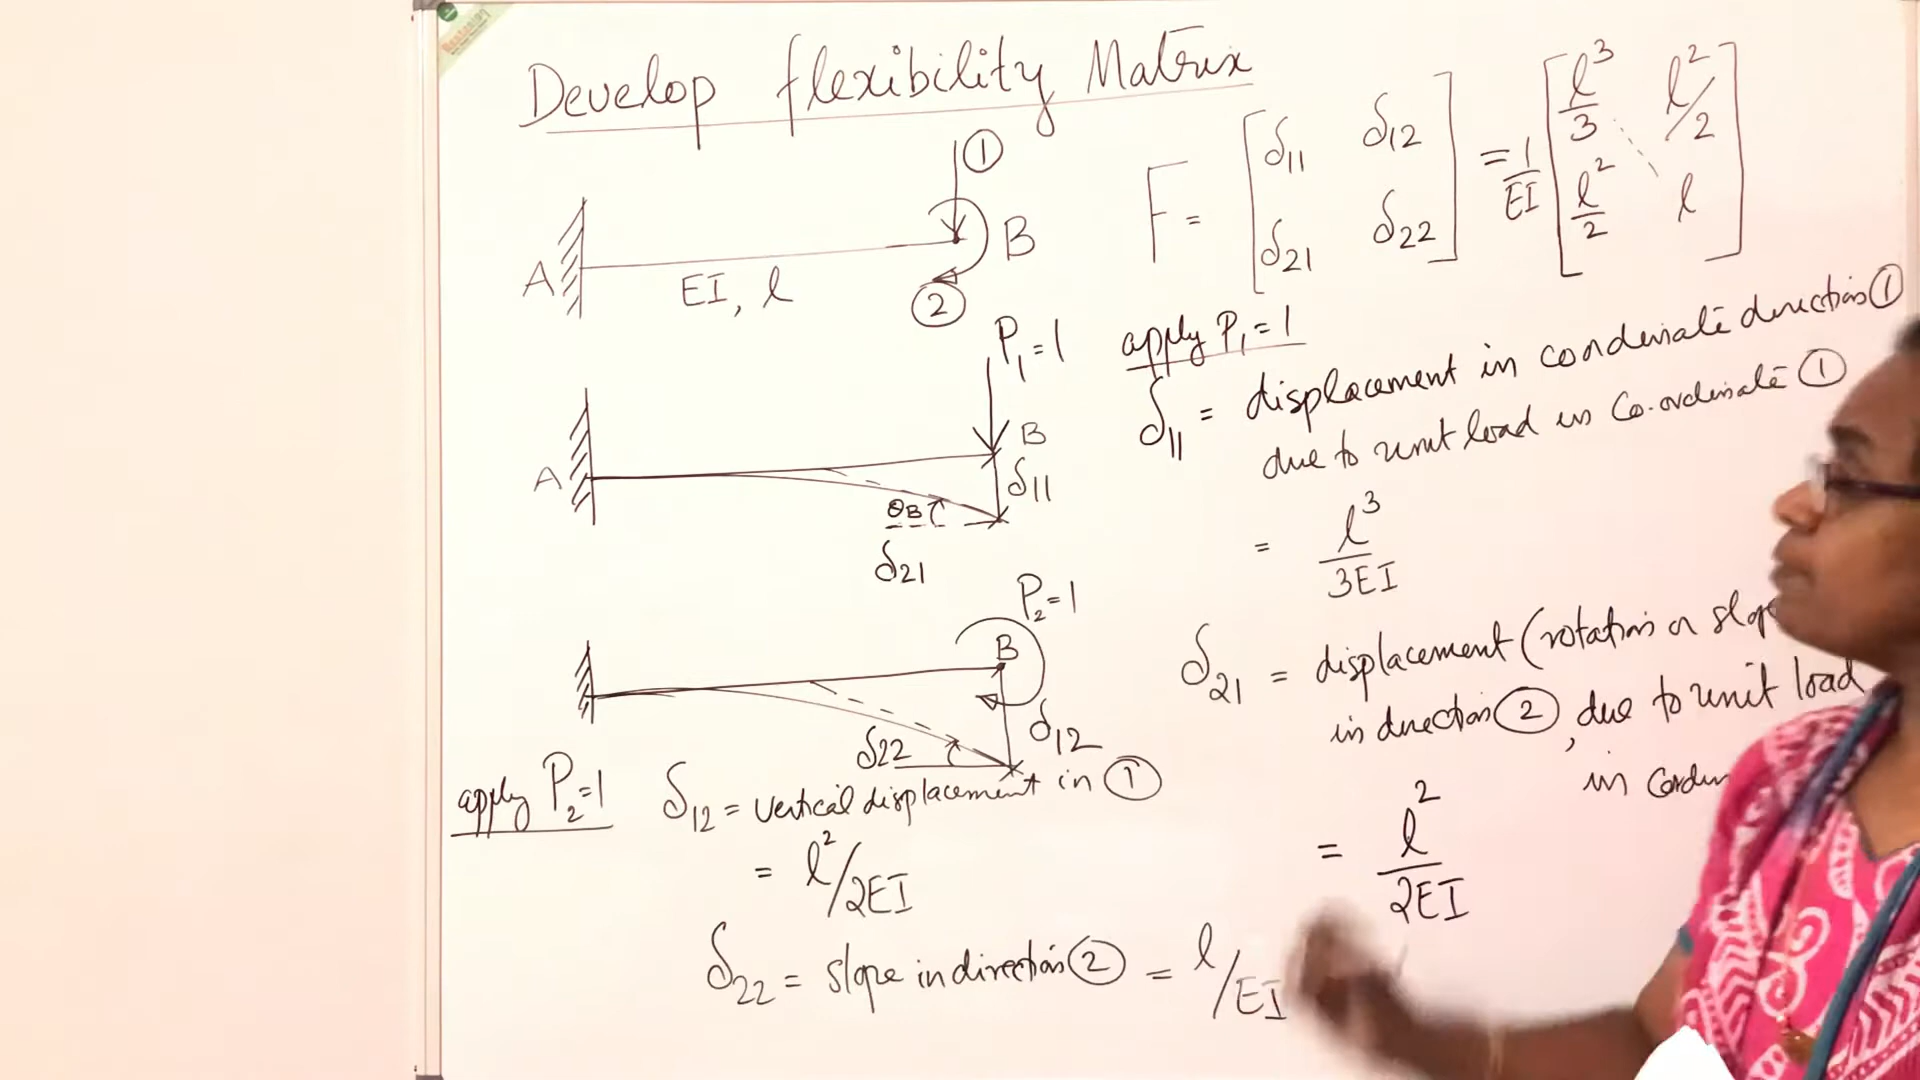 Develop flexibility Matrix
①
A
B
EI, l
②
F = [δ11 δ12
δ21 δ22] = 1/EI [l³/3 l²/2
l²/2 l]
P₁ = 1
A
B
δ11
θB
δ21
apply P₁ = 1
δ11 = displacement in coordinate direction ①
due to unit load in Co-ordinate ①
= l³/3EI
δ21 = displacement (rotation or
in direction ②, due to unit load
in
= l²/2EI
P₂ = 1
B
δ12
δ22
apply P₂ = 1
δ12 = vertical displacement in ①
= l²/2EI
δ22 = slope in direction ② = l/EI